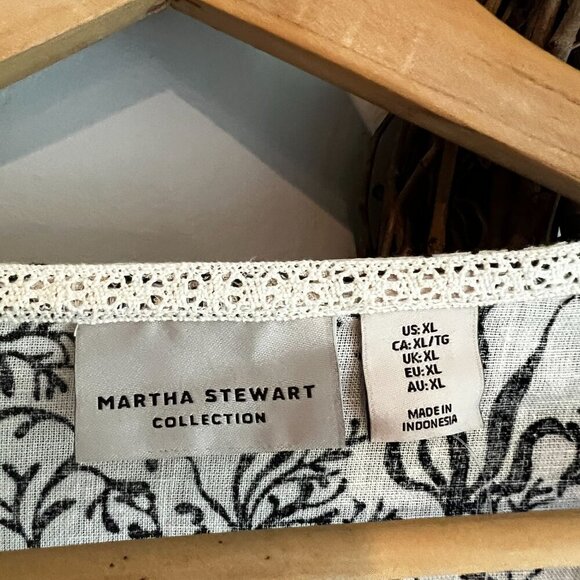 MARTHA STEWART
COLLECTION
US: XL
CA: XL/TG
UK: XL
EU: XL
AU: XL
MADE IN
INDONESIA